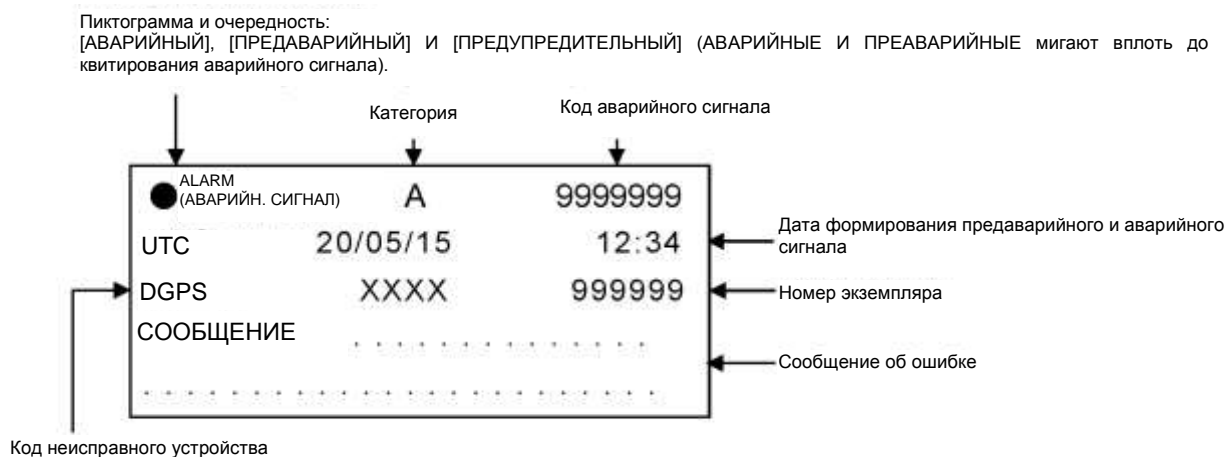 Пиктограмма и очередность:
[АВАРИЙНЫЙ], [ПРЕДАВАРИЙНЫЙ] И [ПРЕДУПРЕДИТЕЛЬНЫЙ] (АВАРИЙНЫЕ И ПРЕАВАРИЙНЫЕ мигают вплоть до
квитирования аварийного сигнала).
Категория
Код аварийного сигнала
ALARM
(АВАРИЙН. СИГНАЛ) A 9999999
UTC 20/05/15 12:34
Дата формирования предаварийного и аварийного
сигнала
DGPS XXXX 999999
Номер экземпляра
СООБЩЕНИЕ
Сообщение об ошибке
Код неисправного устройства